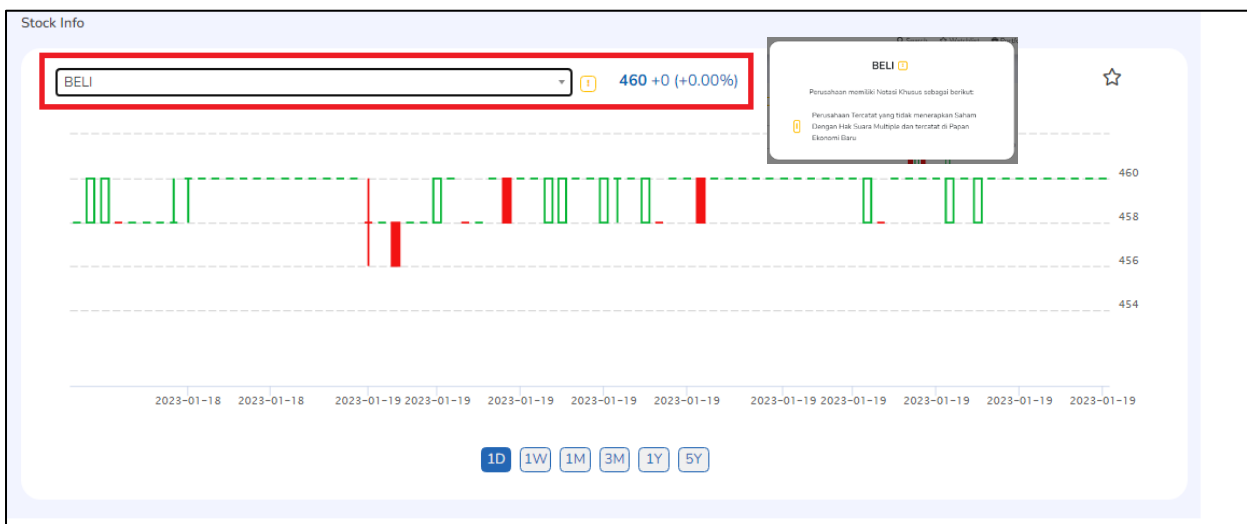 Stock Info
BELI
460 +0 (+0.00%)
BELI
Perusahaan memiliki Notasi Khusus sebagai berikut:
Perusahaan Tercatat yang tidak menerapkan Saham
Dengan Hak Suara Multiple dan tercatat di Papan
Ekonomi Baru
460
458
456
454
2023-01-18 2023-01-18 2023-01-19 2023-01-19 2023-01-19 2023-01-19 2023-01-19 2023-01-19 2023-01-19 2023-01-19 2023-01-19 2023-01-19
1D 1W 1M 3M 1Y 5Y